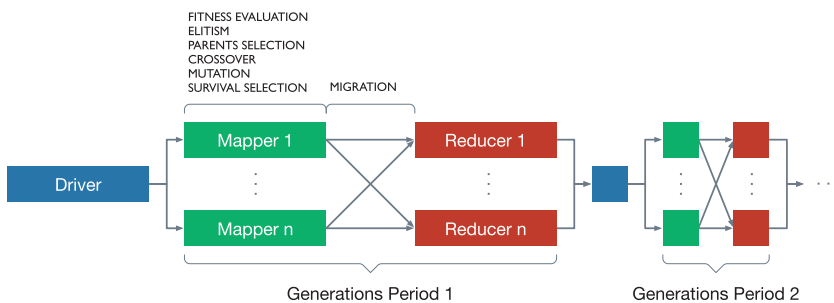 FITNESS EVALUATION
ELITISM
PARENTS SELECTION
CROSSOVER
MUTATION
SURVIVAL SELECTION
MIGRATION
Mapper 1
Reducer 1
Driver
Mapper n
Reducer n
Generations Period 1
Generations Period 2